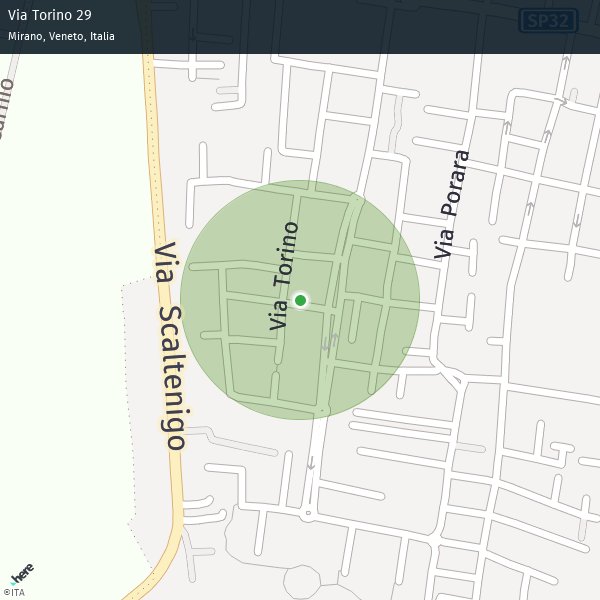 Via Torino 29
Mirano, Veneto, Italia
SP32
Via Porara
Via Torino
Via Scaltenigo
here
©ITA